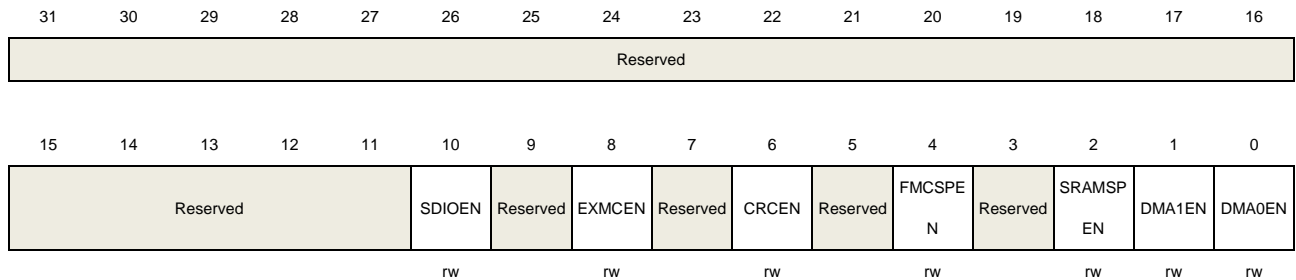 31 30 29 28 27 26 25 24 23 22 21 20 19 18 17 16
Reserved
15 14 13 12 11 10 9 8 7 6 5 4 3 2 1 0
Reserved SDIOEN Reserved EXMCEN Reserved CRCEN Reserved FMCSPE
N Reserved SRAMSP
EN DMA1EN DMA0EN
rw rw rw rw rw rw rw